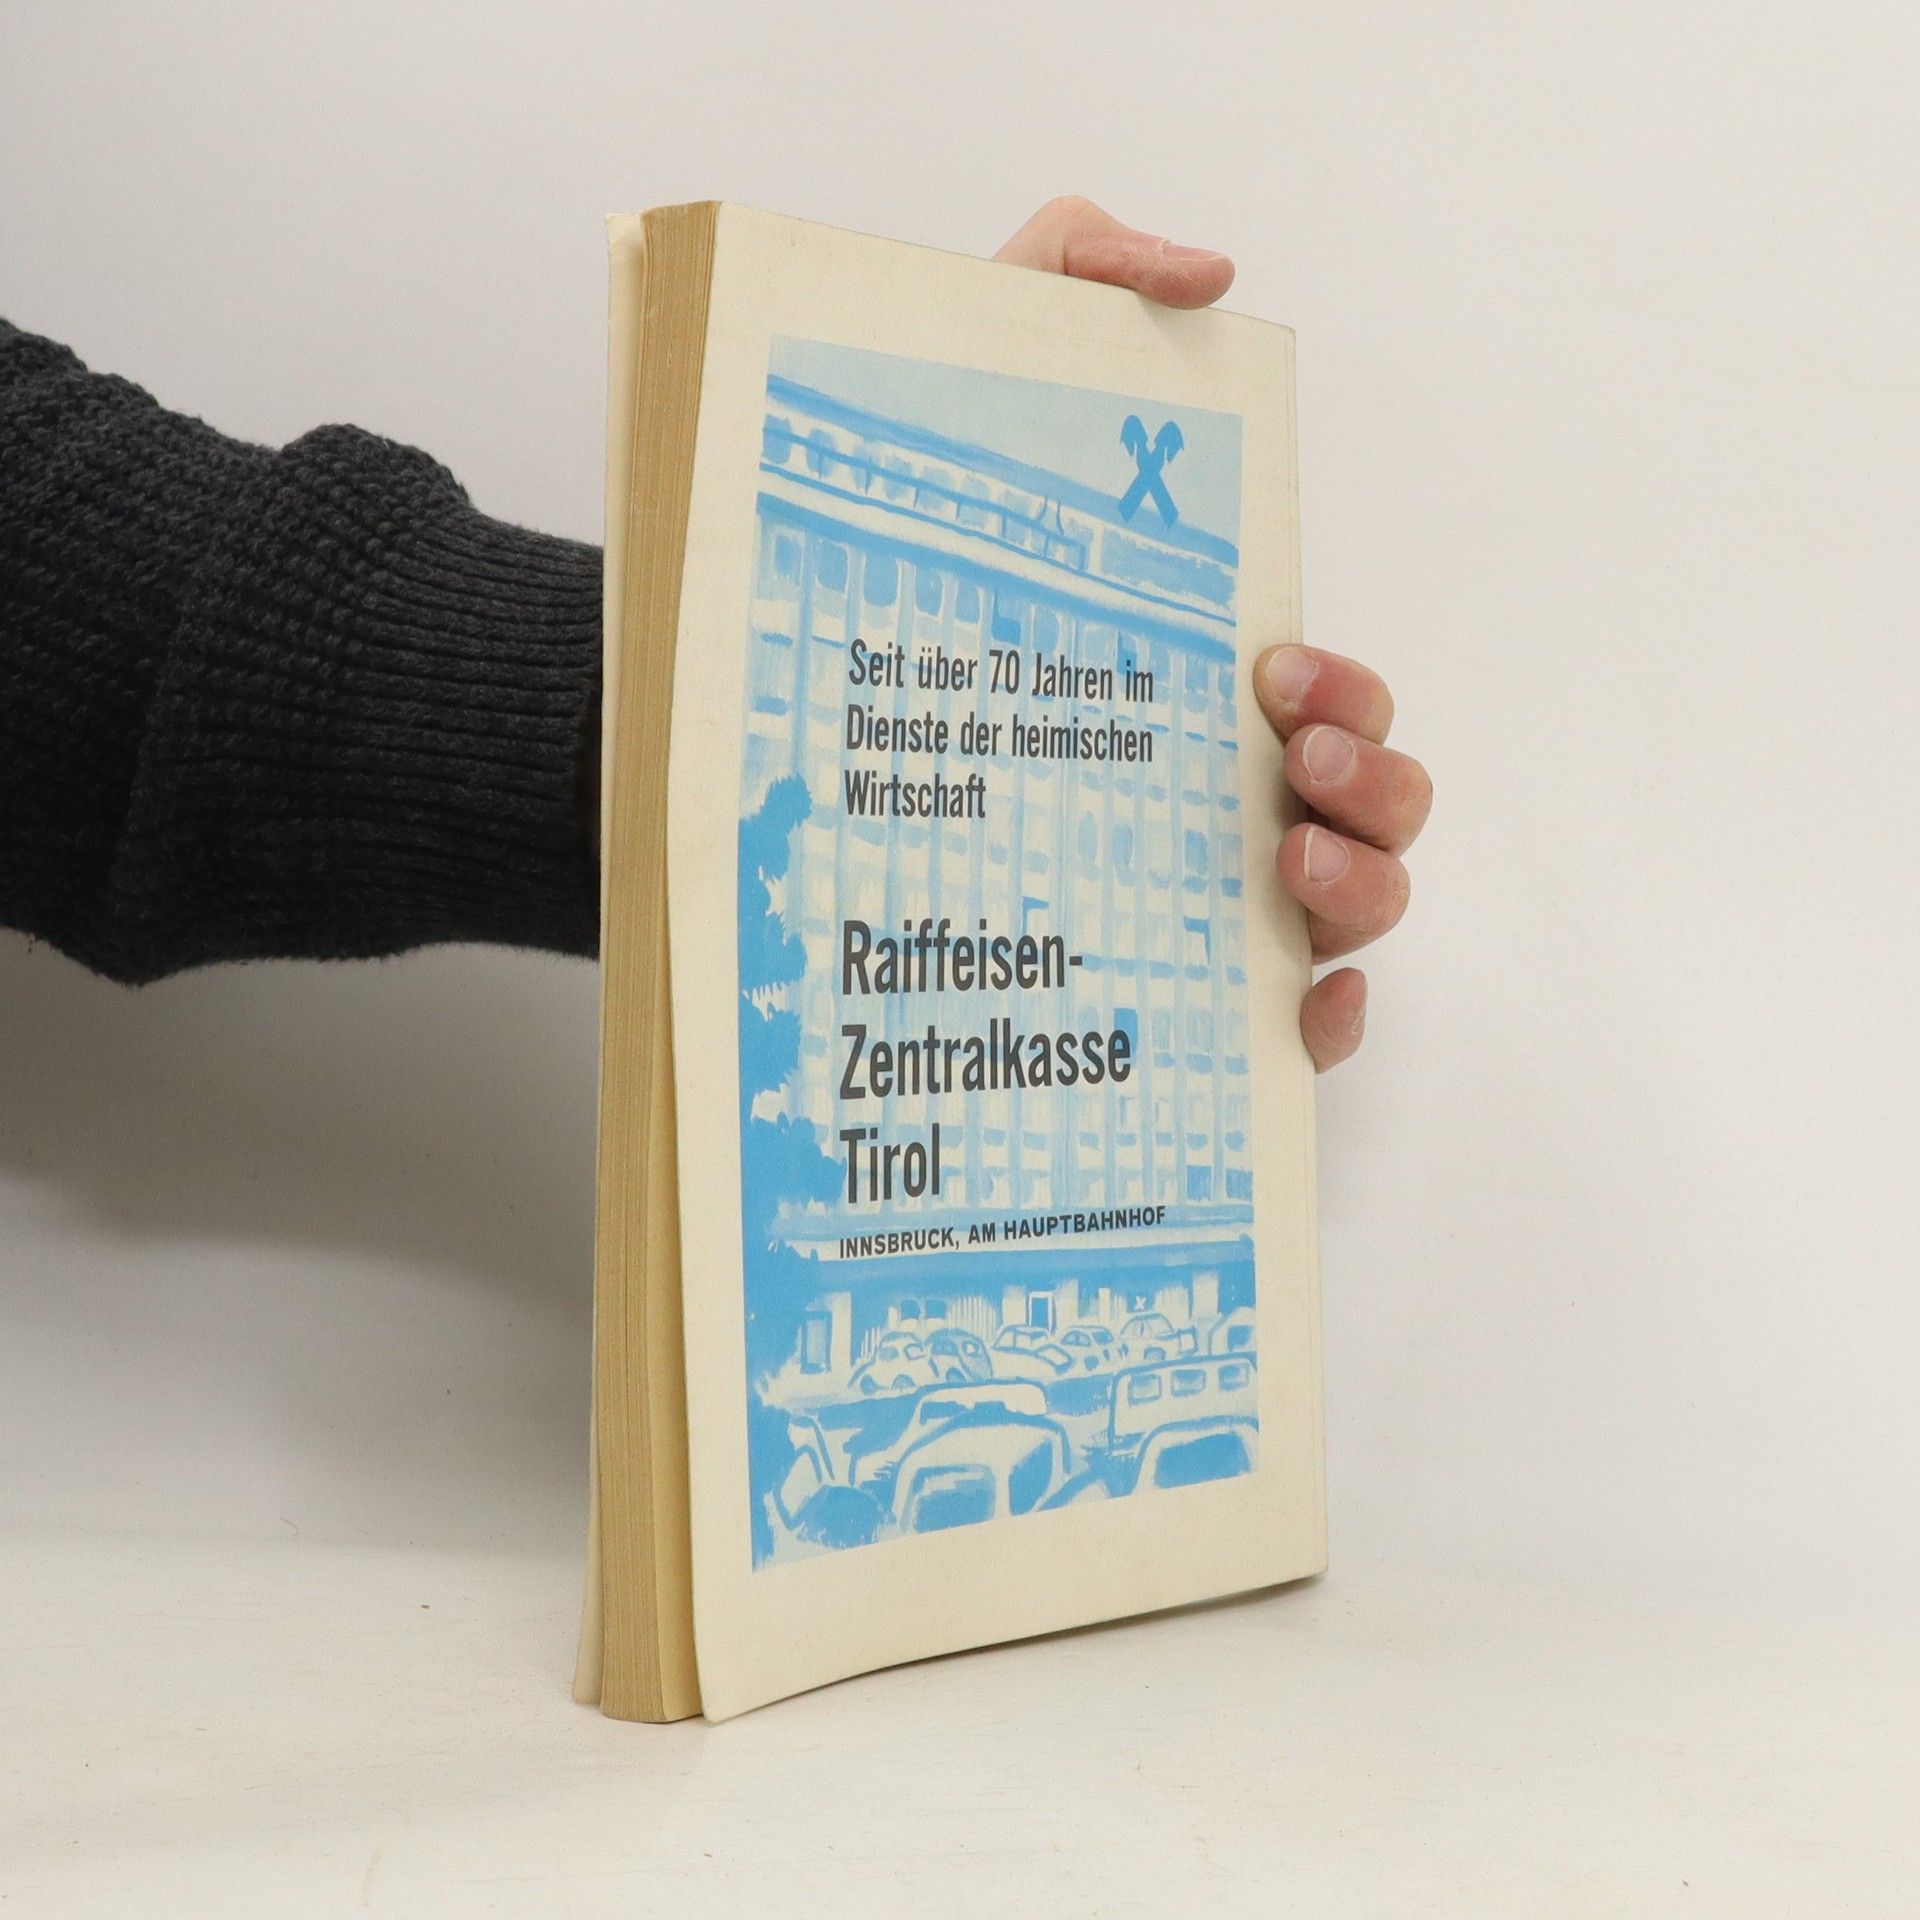 Seit über 70 Jahren im
Dienste der heimischen
Wirtschaft
Raiffeisen-
Zentralkasse
Tirol
INNSBRUCK, AM HAUPTBAHNHOF